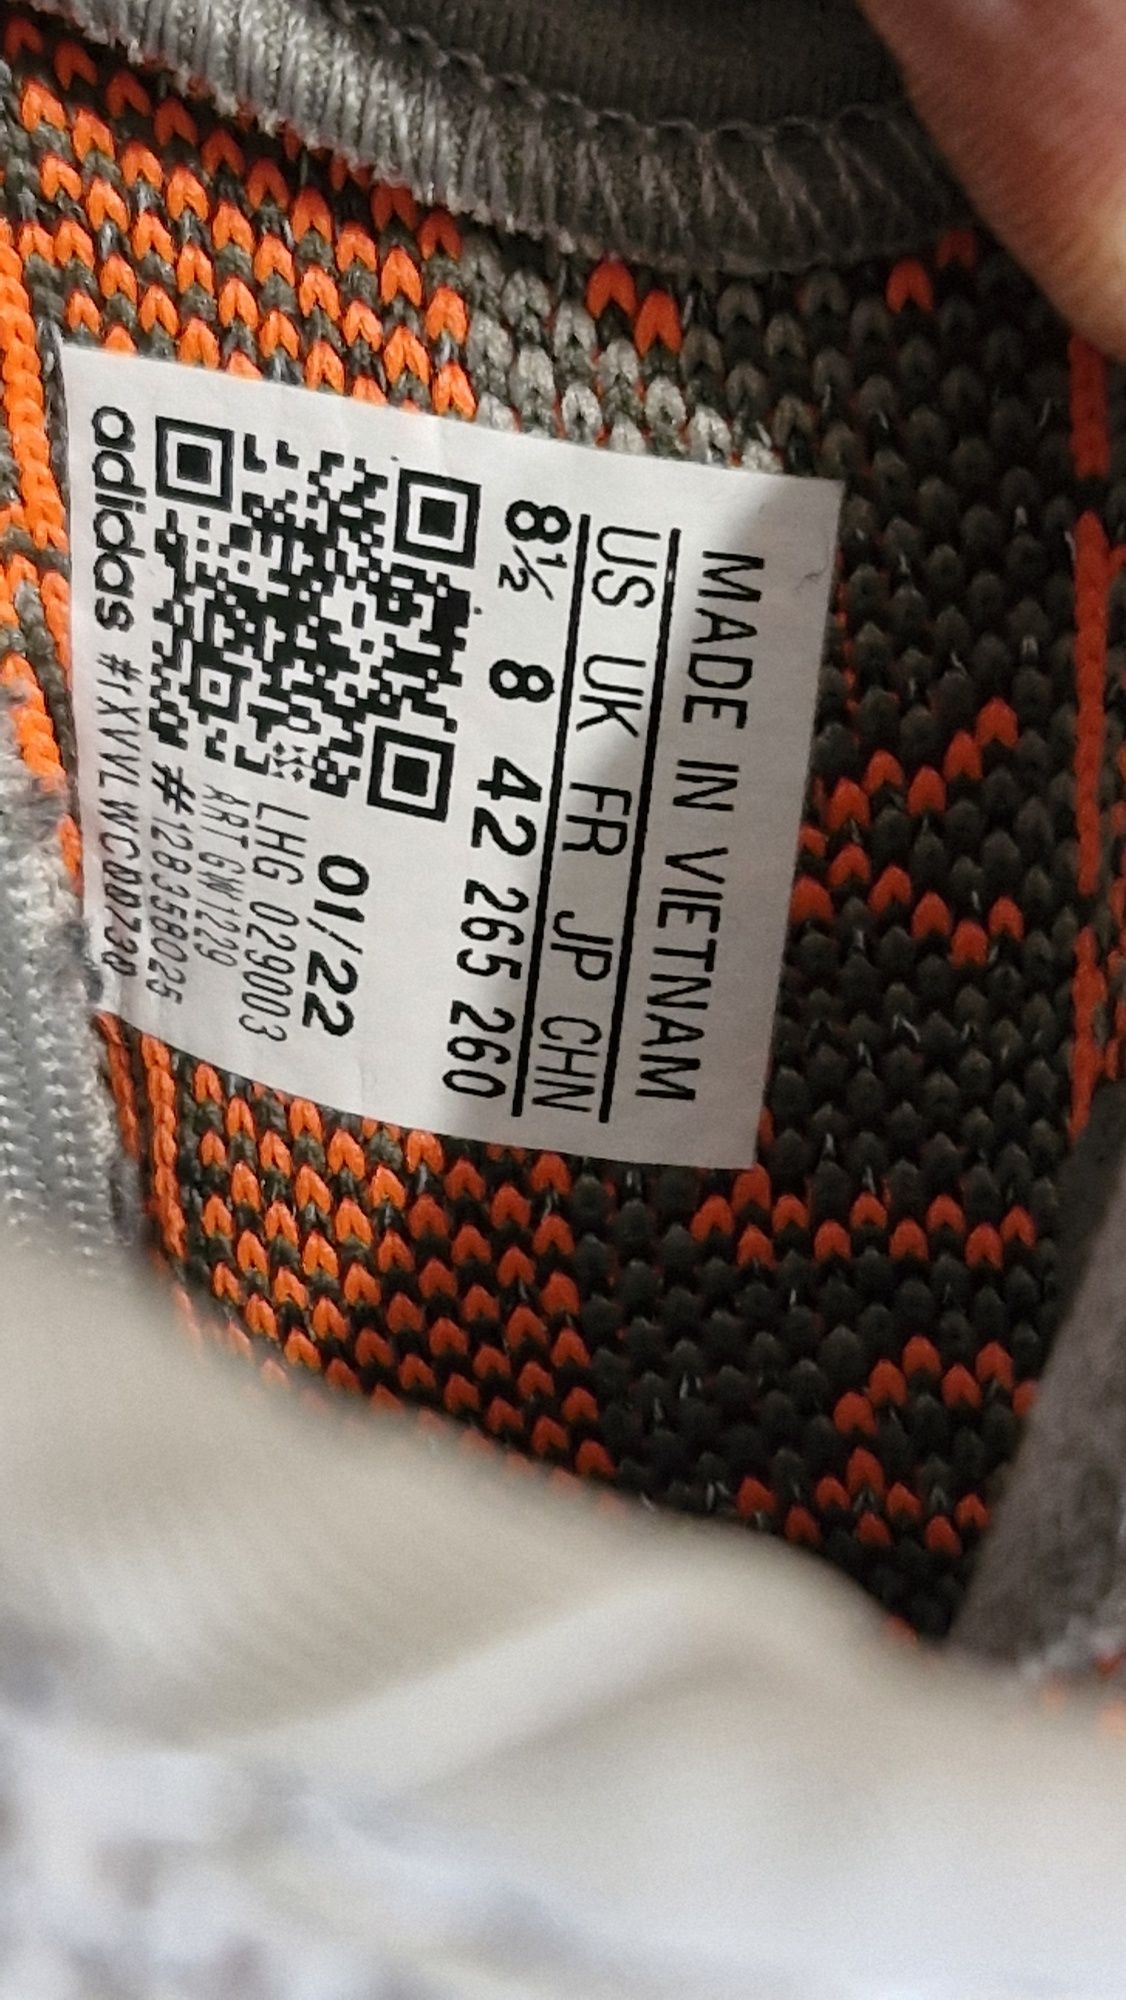 MADE IN VIETNAM
US UK FR JP CHN
8½ 8 42 265 260
01/22
LHG 029003
ART GW1229
#128358025
adidas